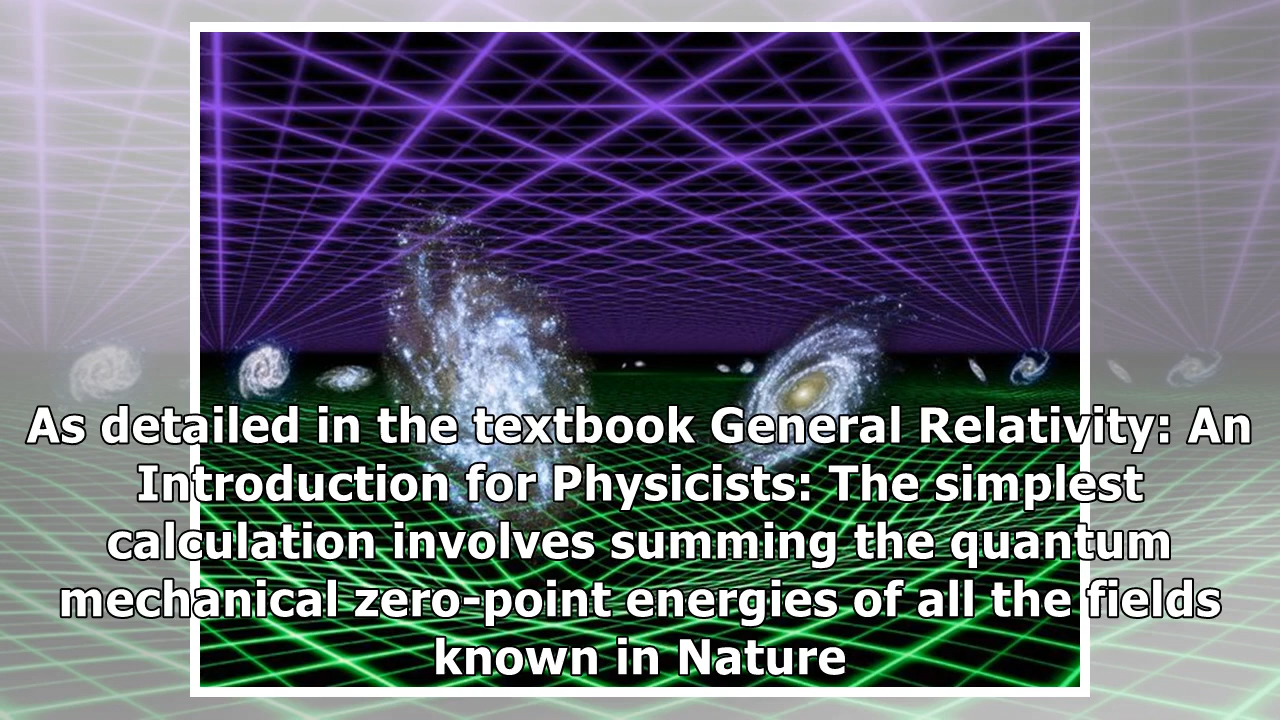 As detailed in the textbook General Relativity: An
Introduction for Physicists: The simplest
calculation involves summing the quantum
mechanical zero-point energies of all the fields
known in Nature